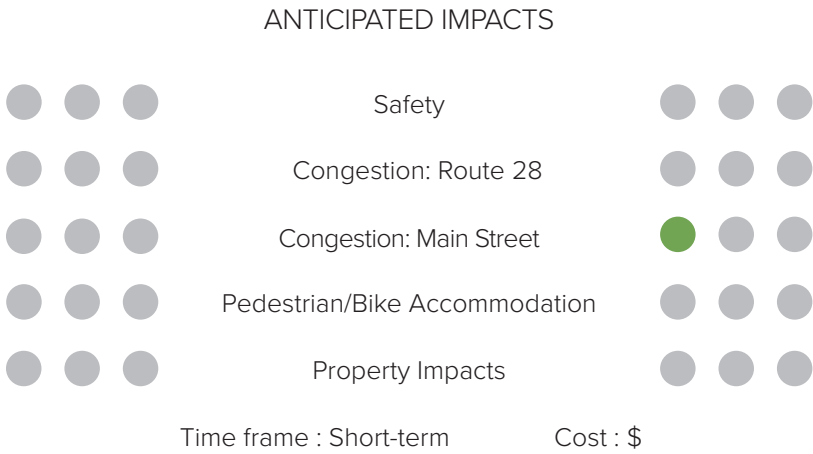 ANTICIPATED IMPACTS
Safety
Congestion: Route 28
Congestion: Main Street
Pedestrian/Bike Accommodation
Property Impacts
Time frame : Short-term Cost : $